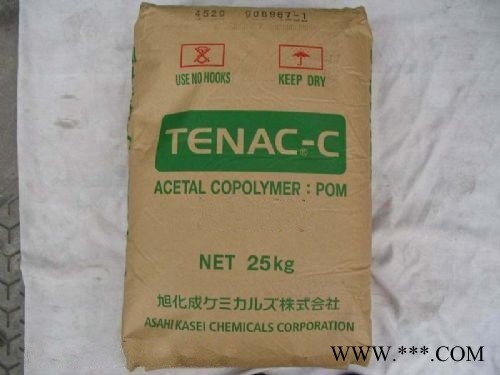 4520 006967-1
USE NO HOOKS KEEP DRY
TENAC-C®
ACETAL COPOLYMER : POM
NET 25kg
旭化成ケミカルズ株式会社
ASAHI KASEI CHEMICALS CORPORATION
WWW.***.COM